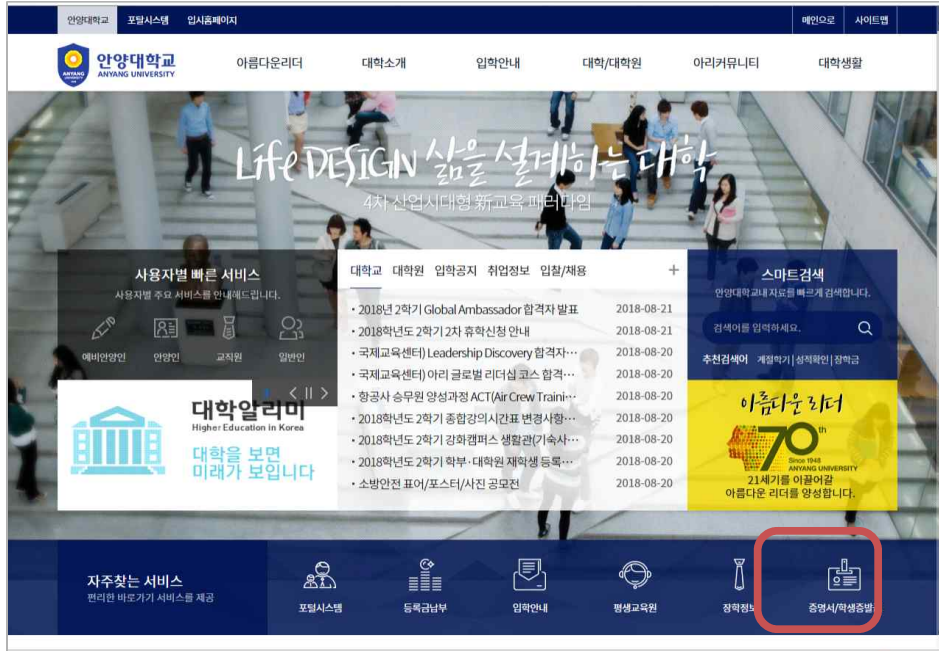 안양대학교 포탈시스템 입시홈페이지 메인으로 사이트맵
ANYANG
안양대학교
ANYANG UNIVERSITY
아름다운리더 대학소개 입학안내 대학/대학원 아리커뮤니티 대학생활
Life DESIGN 삶을 설계하는 대학
4차 산업시대형 新교육 패러다임
사용자별 빠른 서비스
사용자별 주요 서비스를 안내해드립니다.
예비안양인 안양인 교직원 일반인
대학알리미
Higher Education in Korea
대학을 보면
미래가 보입니다
대학교 대학원 입학공지 취업정보 입찰/채용 +
• 2018년 2학기 Global Ambassador 합격자 발표 2018-08-21
• 2018학년도 2학기 2차 휴학신청 안내 2018-08-21
• 국제교육센터) Leadership Discovery 합격자… 2018-08-20
• 국제교육센터) 아리 글로벌 리더십 코스 합격… 2018-08-20
• 항공사 승무원 양성과정 ACT(Air Crew Traini… 2018-08-20
• 2018학년도 2학기 종합강의시간표 변경사항… 2018-08-20
• 2018학년도 2학기 강화캠퍼스 생활관(기숙사… 2018-08-20
• 2018학년도 2학기 학부·대학원 재학생 등록… 2018-08-20
• 소방안전 표어/포스터/사진 공모전 2018-08-20
스마트검색
안양대학교내 자료를 빠르게 검색합니다.
검색어를 입력하세요.
추천검색어 계절학기 | 성적확인 | 장학금
아름다운 리더
70th
Since 1948
ANYANG UNIVERSITY
21세기를 이끌어갈
아름다운 리더를 양성합니다.
자주찾는 서비스
편리한 바로가기 서비스를 제공
포털시스템 등록금납부 입학안내 평생교육원 장학정보 증명서/학생증발급